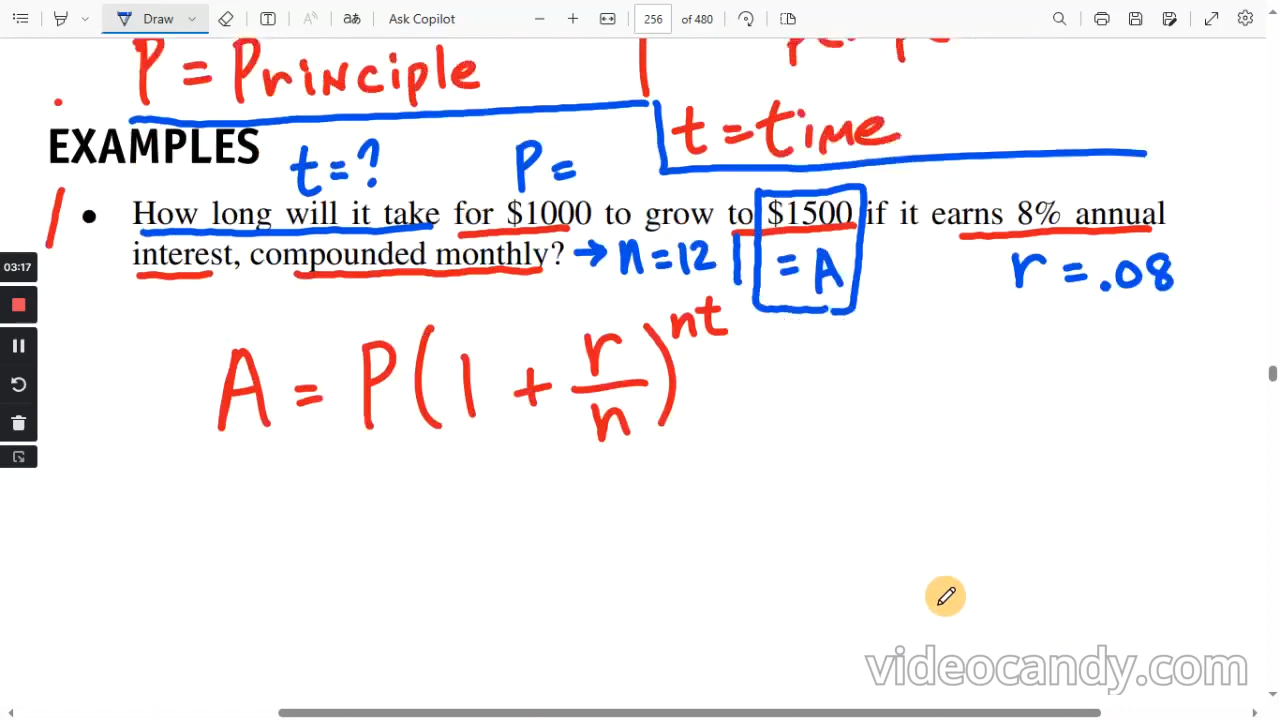 Draw
Ask Copilot
256 of 480
P = Principle
t = time
EXAMPLES
t = ? P =
How long will it take for $1000 to grow to $1500 if it earns 8% annual
interest, compounded monthly? → n = 12 = A r = .08
A = P(1 + r/n)^nt
03:17
videocandy.com